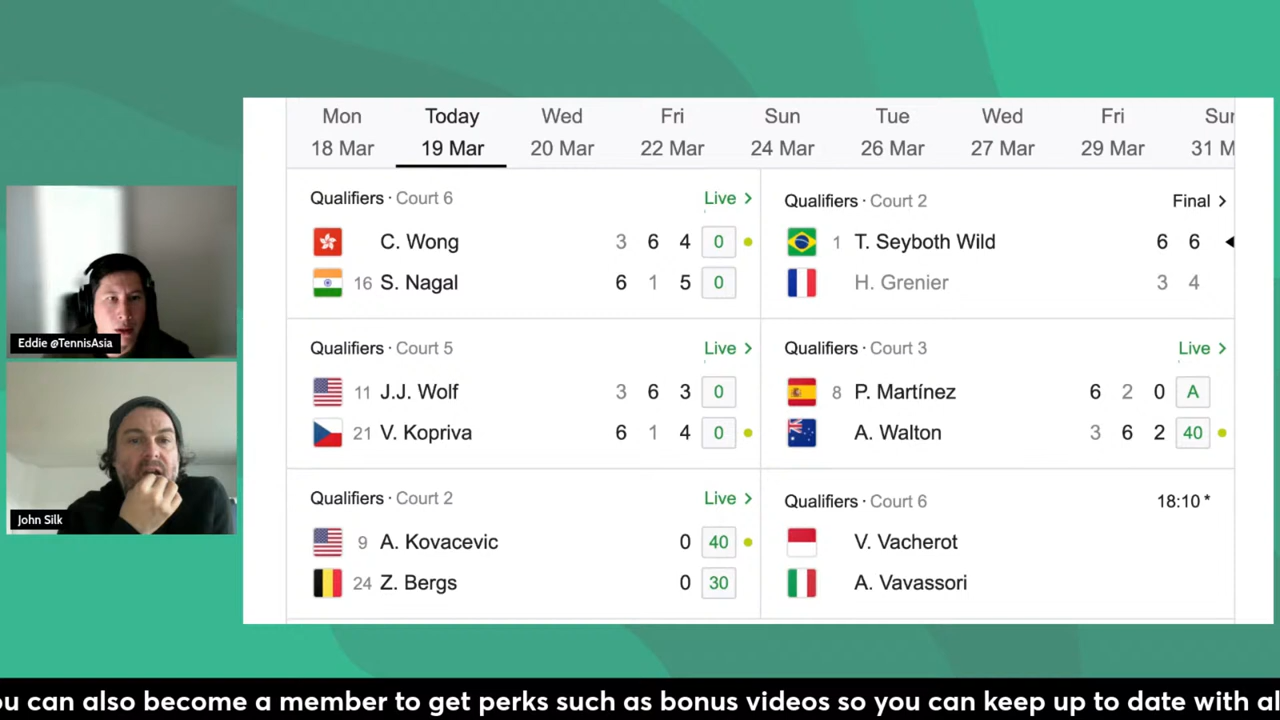 Mon Today Wed Fri Sun Tue Wed Fri Sun
18 Mar 19 Mar 20 Mar 22 Mar 24 Mar 26 Mar 27 Mar 29 Mar 31 M
Qualifiers · Court 6 Live >
C. Wong 3 6 4 0
16 S. Nagal 6 1 5 0
Qualifiers · Court 2 Final >
1 T. Seyboth Wild 6 6
H. Grenier 3 4
Qualifiers · Court 5 Live >
11 J.J. Wolf 3 6 3 0
21 V. Kopriva 6 1 4 0
Qualifiers · Court 3 Live >
8 P. Martínez 6 2 0 A
A. Walton 3 6 2 40
Qualifiers · Court 2 Live >
9 A. Kovacevic 0 40
24 Z. Bergs 0 30
Qualifiers · Court 6 18:10 *
V. Vacherot
A. Vavassori
Eddie @TennisAsia
John Silk
ou can also become a member to get perks such as bonus videos so you can keep up to date with al